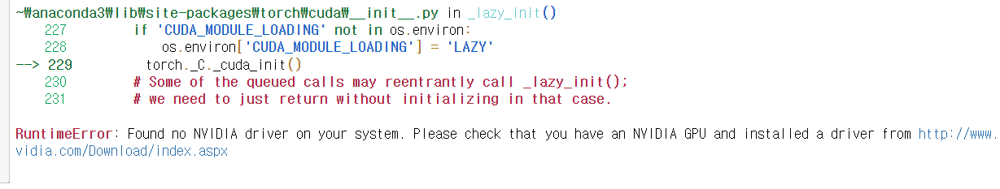 ~₩anaconda3₩lib₩site-packages₩torch₩cuda₩__init__.py in _lazy_init()
227 if 'CUDA_MODULE_LOADING' not in os.environ:
228 os.environ['CUDA_MODULE_LOADING'] = 'LAZY'
--> 229 torch._C._cuda_init()
230 # Some of the queued calls may reentrantly call _lazy_init();
231 # we need to just return without initializing in that case.
RuntimeError: Found no NVIDIA driver on your system. Please check that you have an NVIDIA GPU and installed a driver from http://www.
vidia.com/Download/index.aspx